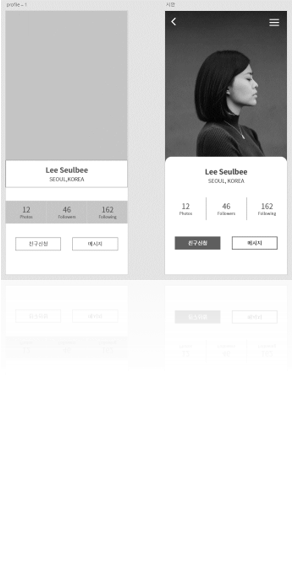 profile – 1
시안
Lee Seulbee
SEOUL,KOREA
12
Photos
46
Followers
162
Following
친구신청
메시지
Lee Seulbee
SEOUL, KOREA
12
Photos
46
Followers
162
Following
친구신청
메시지